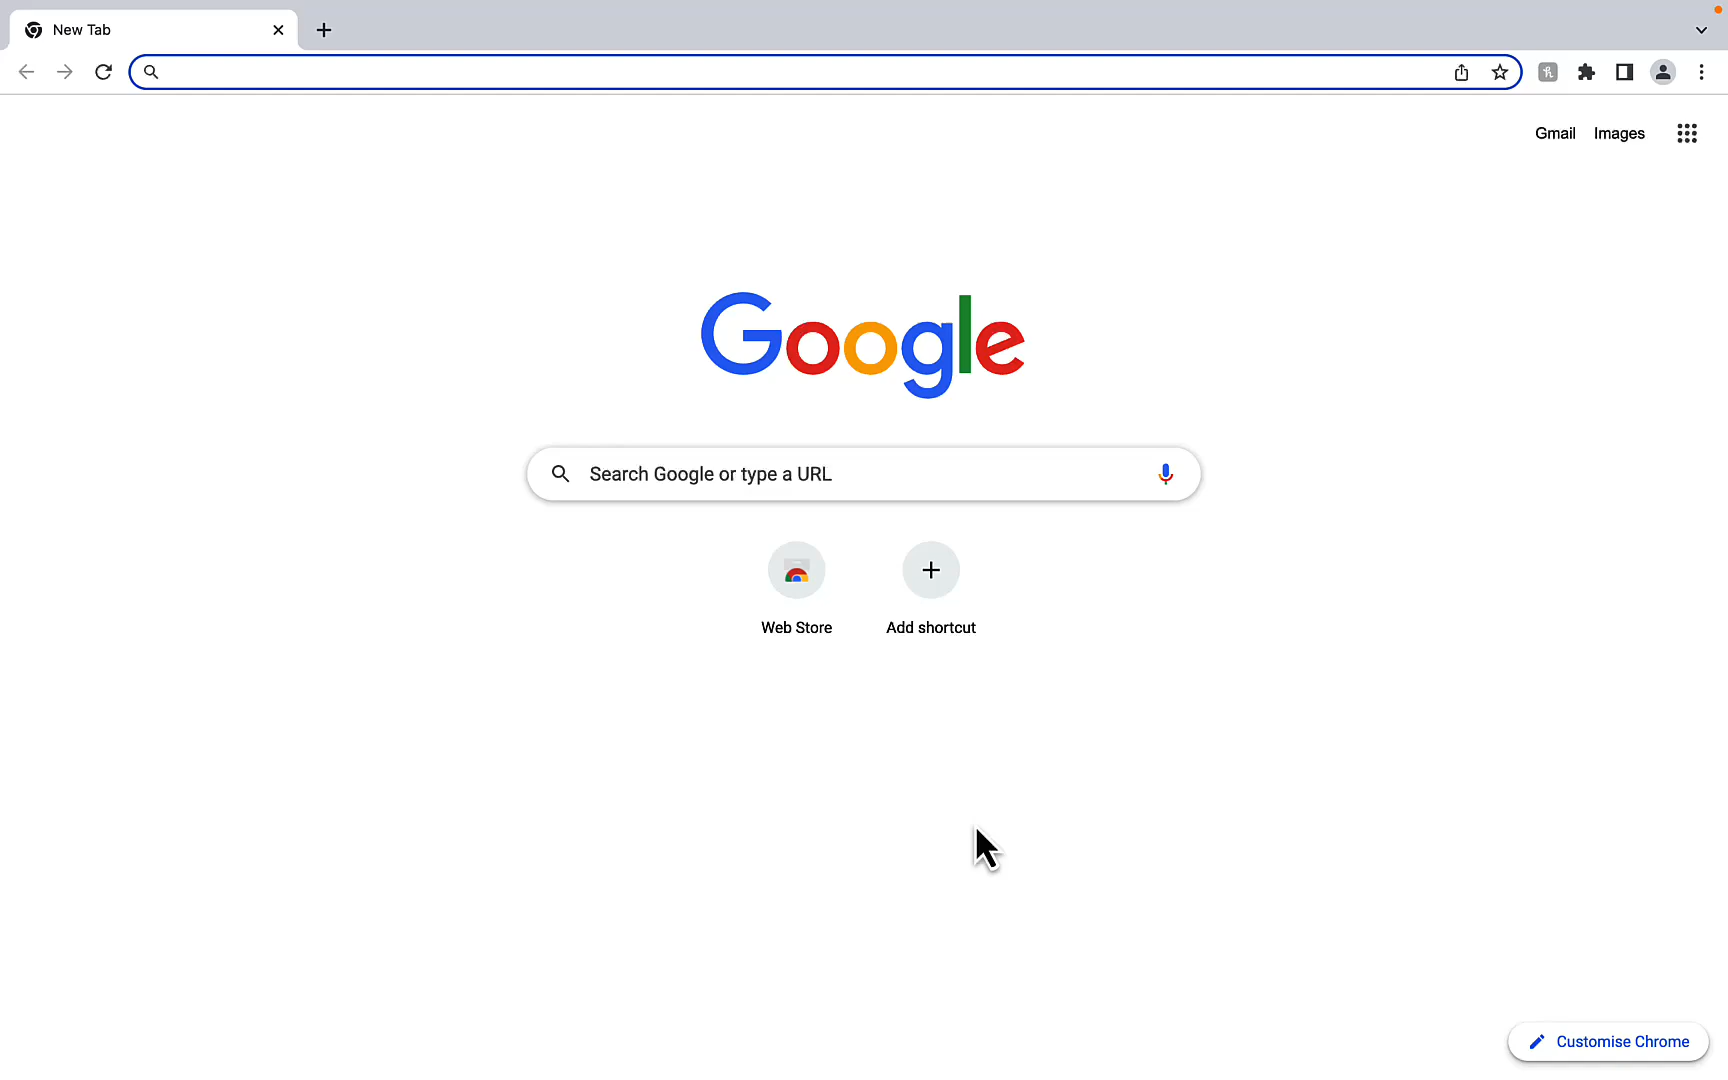 New Tab
Gmail Images
Google
Search Google or type a URL
Web Store
Add shortcut
Customise Chrome